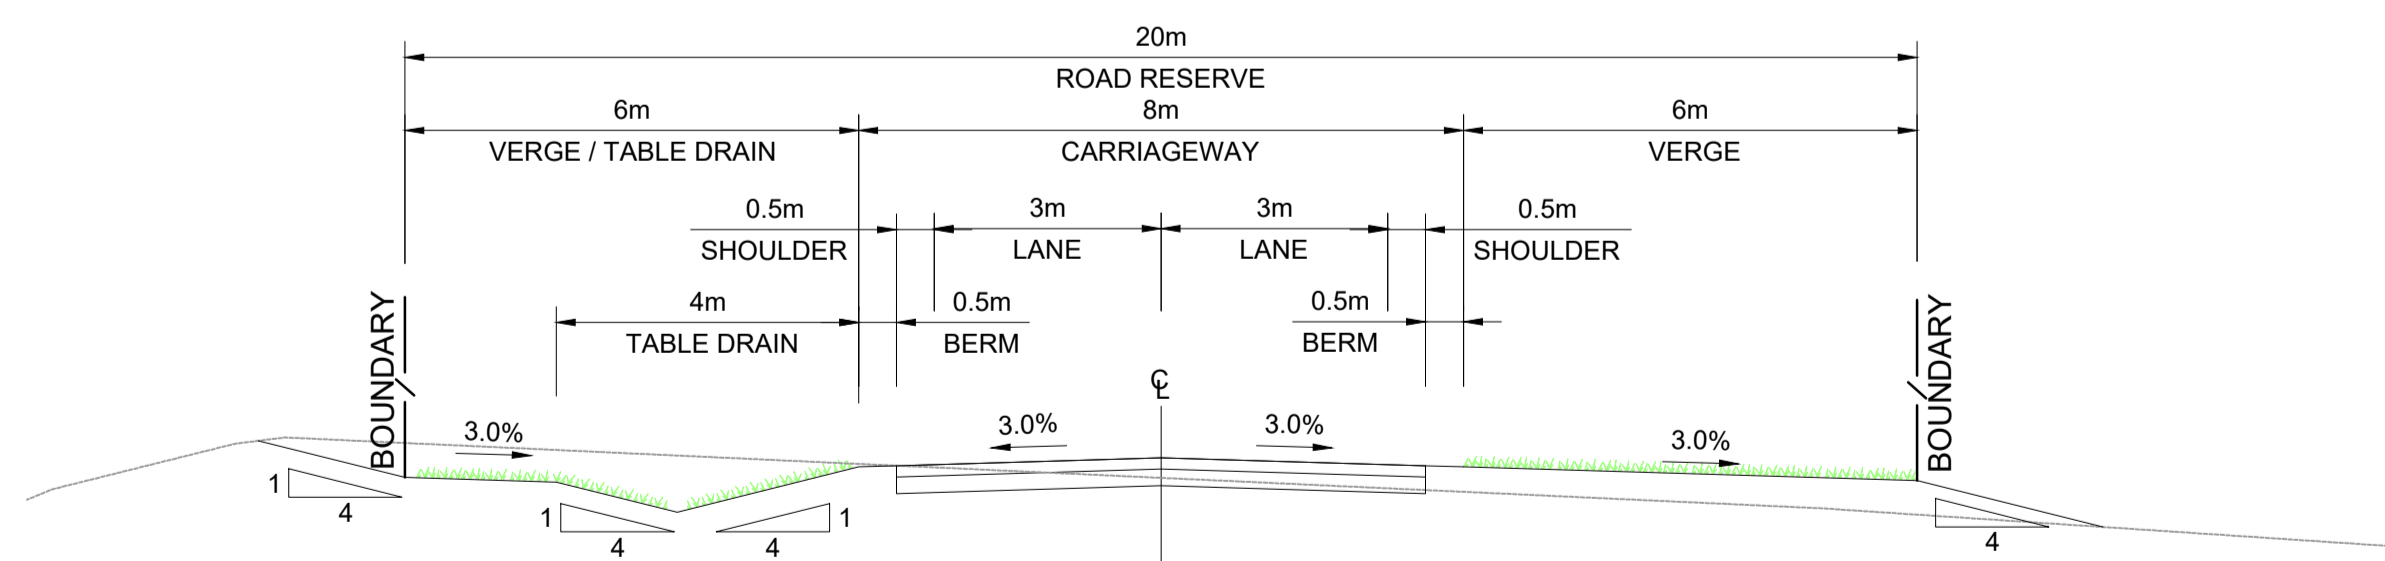 20m
ROAD RESERVE
6m
8m
6m
VERGE / TABLE DRAIN
CARRIAGEWAY
VERGE
0.5m
3m
3m
0.5m
SHOULDER
LANE
LANE
SHOULDER
4m
0.5m
0.5m
TABLE DRAIN
BERM
BERM
BOUNDARY
BOUNDARY
℄
3.0%
3.0%
3.0%
3.0%
1
4
1
4
1
4
1
4